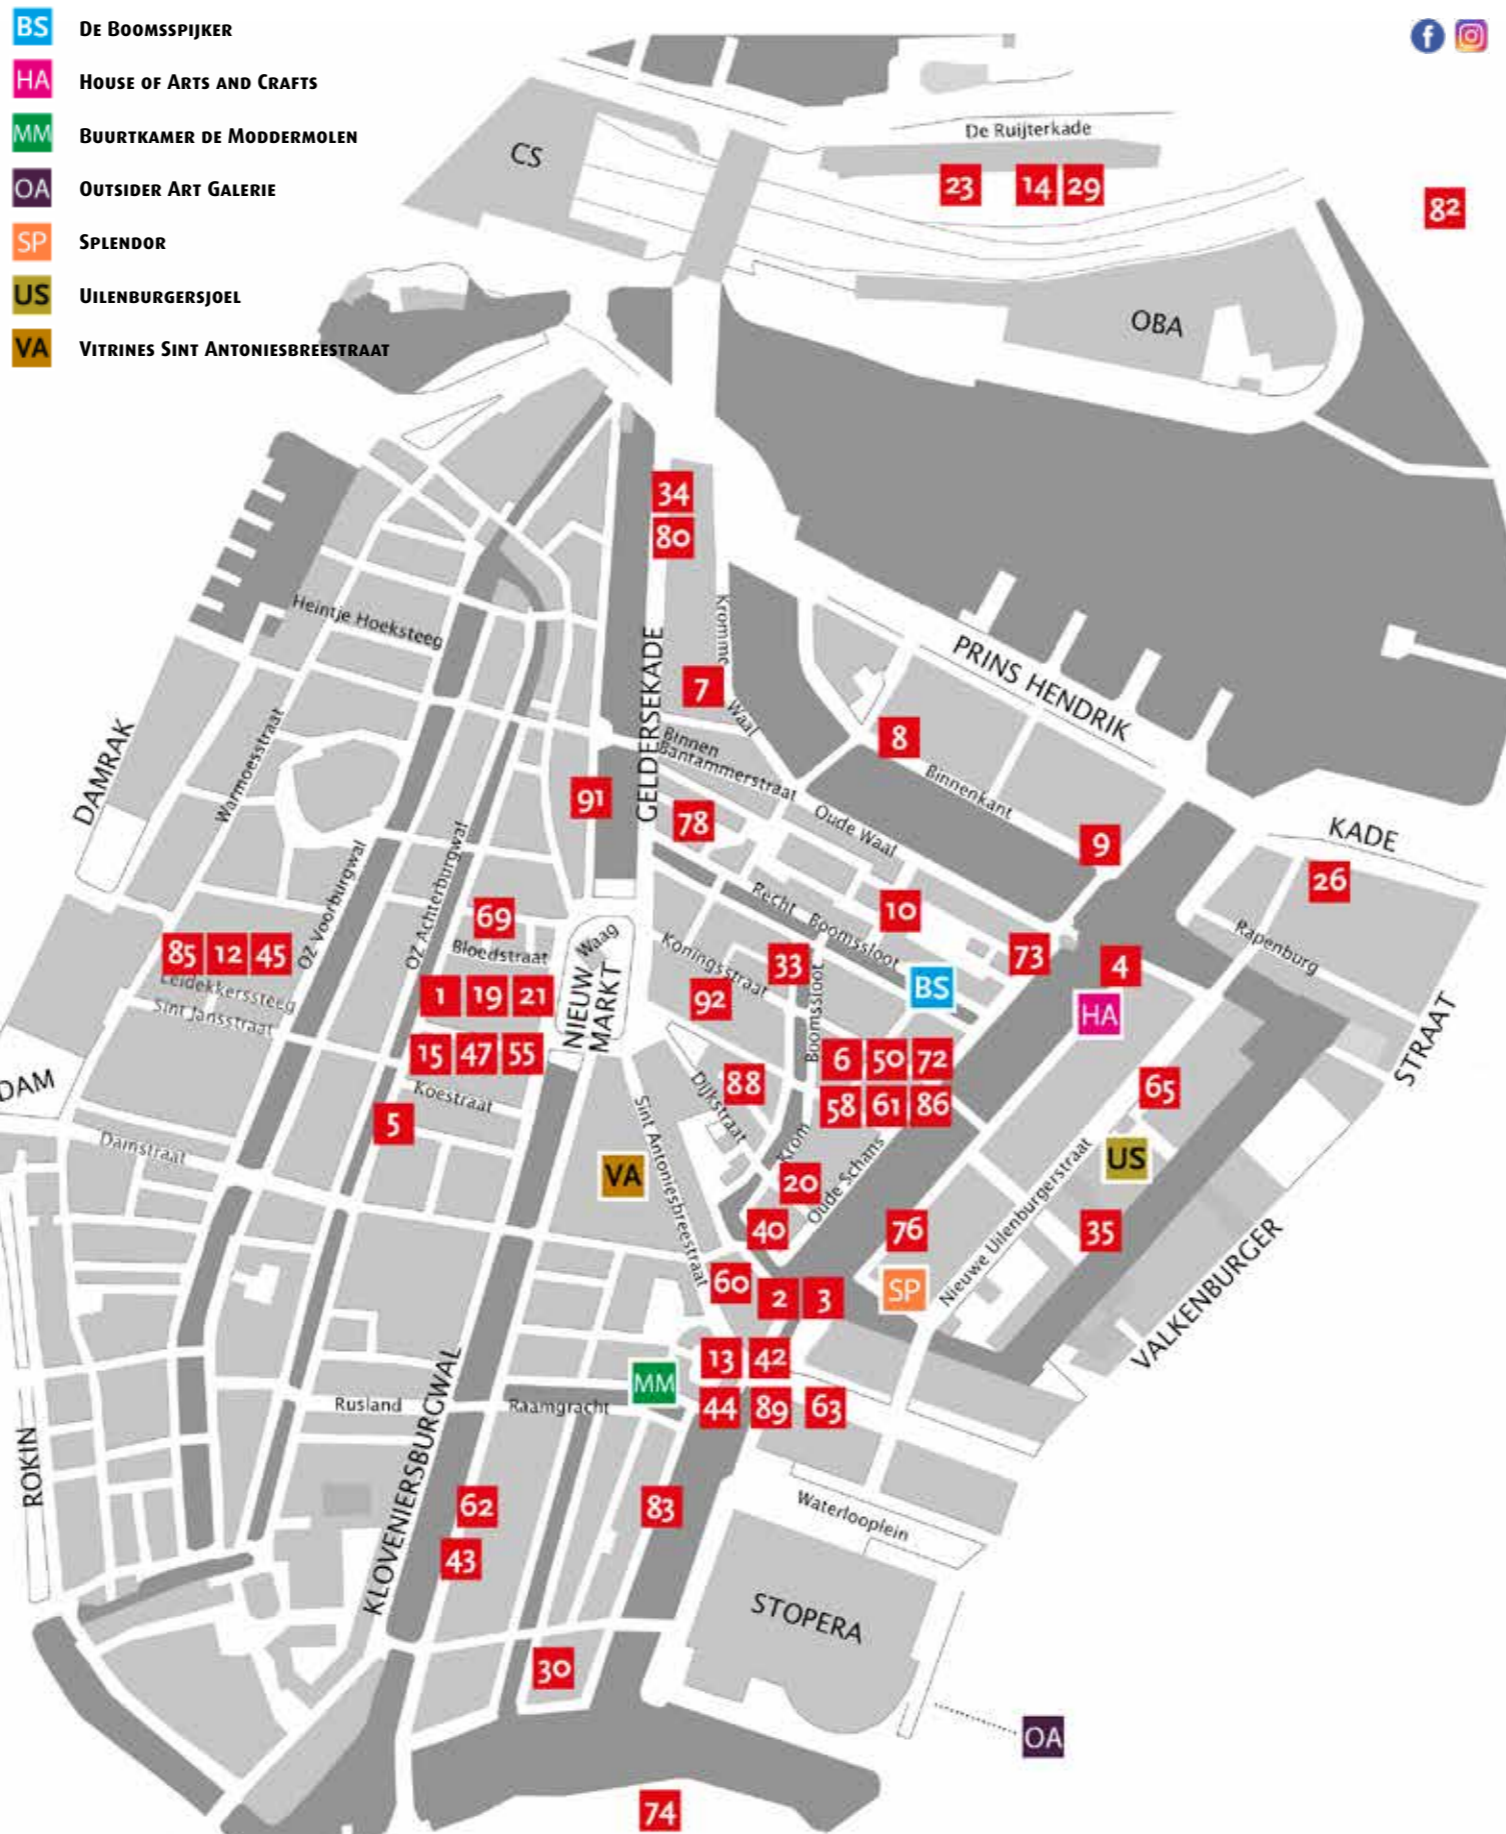 BS DE BOOMSSPIJKER
HA HOUSE OF ARTS AND CRAFTS
MM BUURTKAMER DE MODDERMOLEN
OA OUTSIDER ART GALERIE
SP SPLENDOR
US UILENBURGERSJOEL
VA VITRINES SINT ANTONIESBREESTRAAT
f
CS
De Ruijterkade
23 14 29
82
OBA
34
80
Heintje Hoeksteeg
Kromme
Waal
GELDERSEKADE
PRINS HENDRIK
KADE
7
8
DAMRAK
Warmoesstraat
Binnen
Bantammerstraat
Binnenkant
91
78
Oude Waal
9
26
OZ Voorburgwal
OZ Achterburgwal
69
Bloedstraat
Waag
NIEUW
MARKT
Recht Boomssloot
10
Rapenburg
85 12 45
Leidekkerssteeg
Sint Jansstraat
Koningsstraat
33
73
4
BS
HA
1 19 21
92
Boomssloot
STRAAT
15 47 55
Koestraat
6 50 72
58 61 86
DAM
Damstraat
5
88
Dijkstraat
65
VA
Sint Antoniesbreestraat
Krom
20
Oude Schans
US
40
76
35
Nieuwe Uilenburgerstraat
VALKENBURGER
60
2 3
SP
13 42
MM
44 89 63
ROKIN
Rusland
Raamgracht
KLOVENIERSBURGWAL
62
83
Waterlooplein
43
STOPERA
30
OA
74